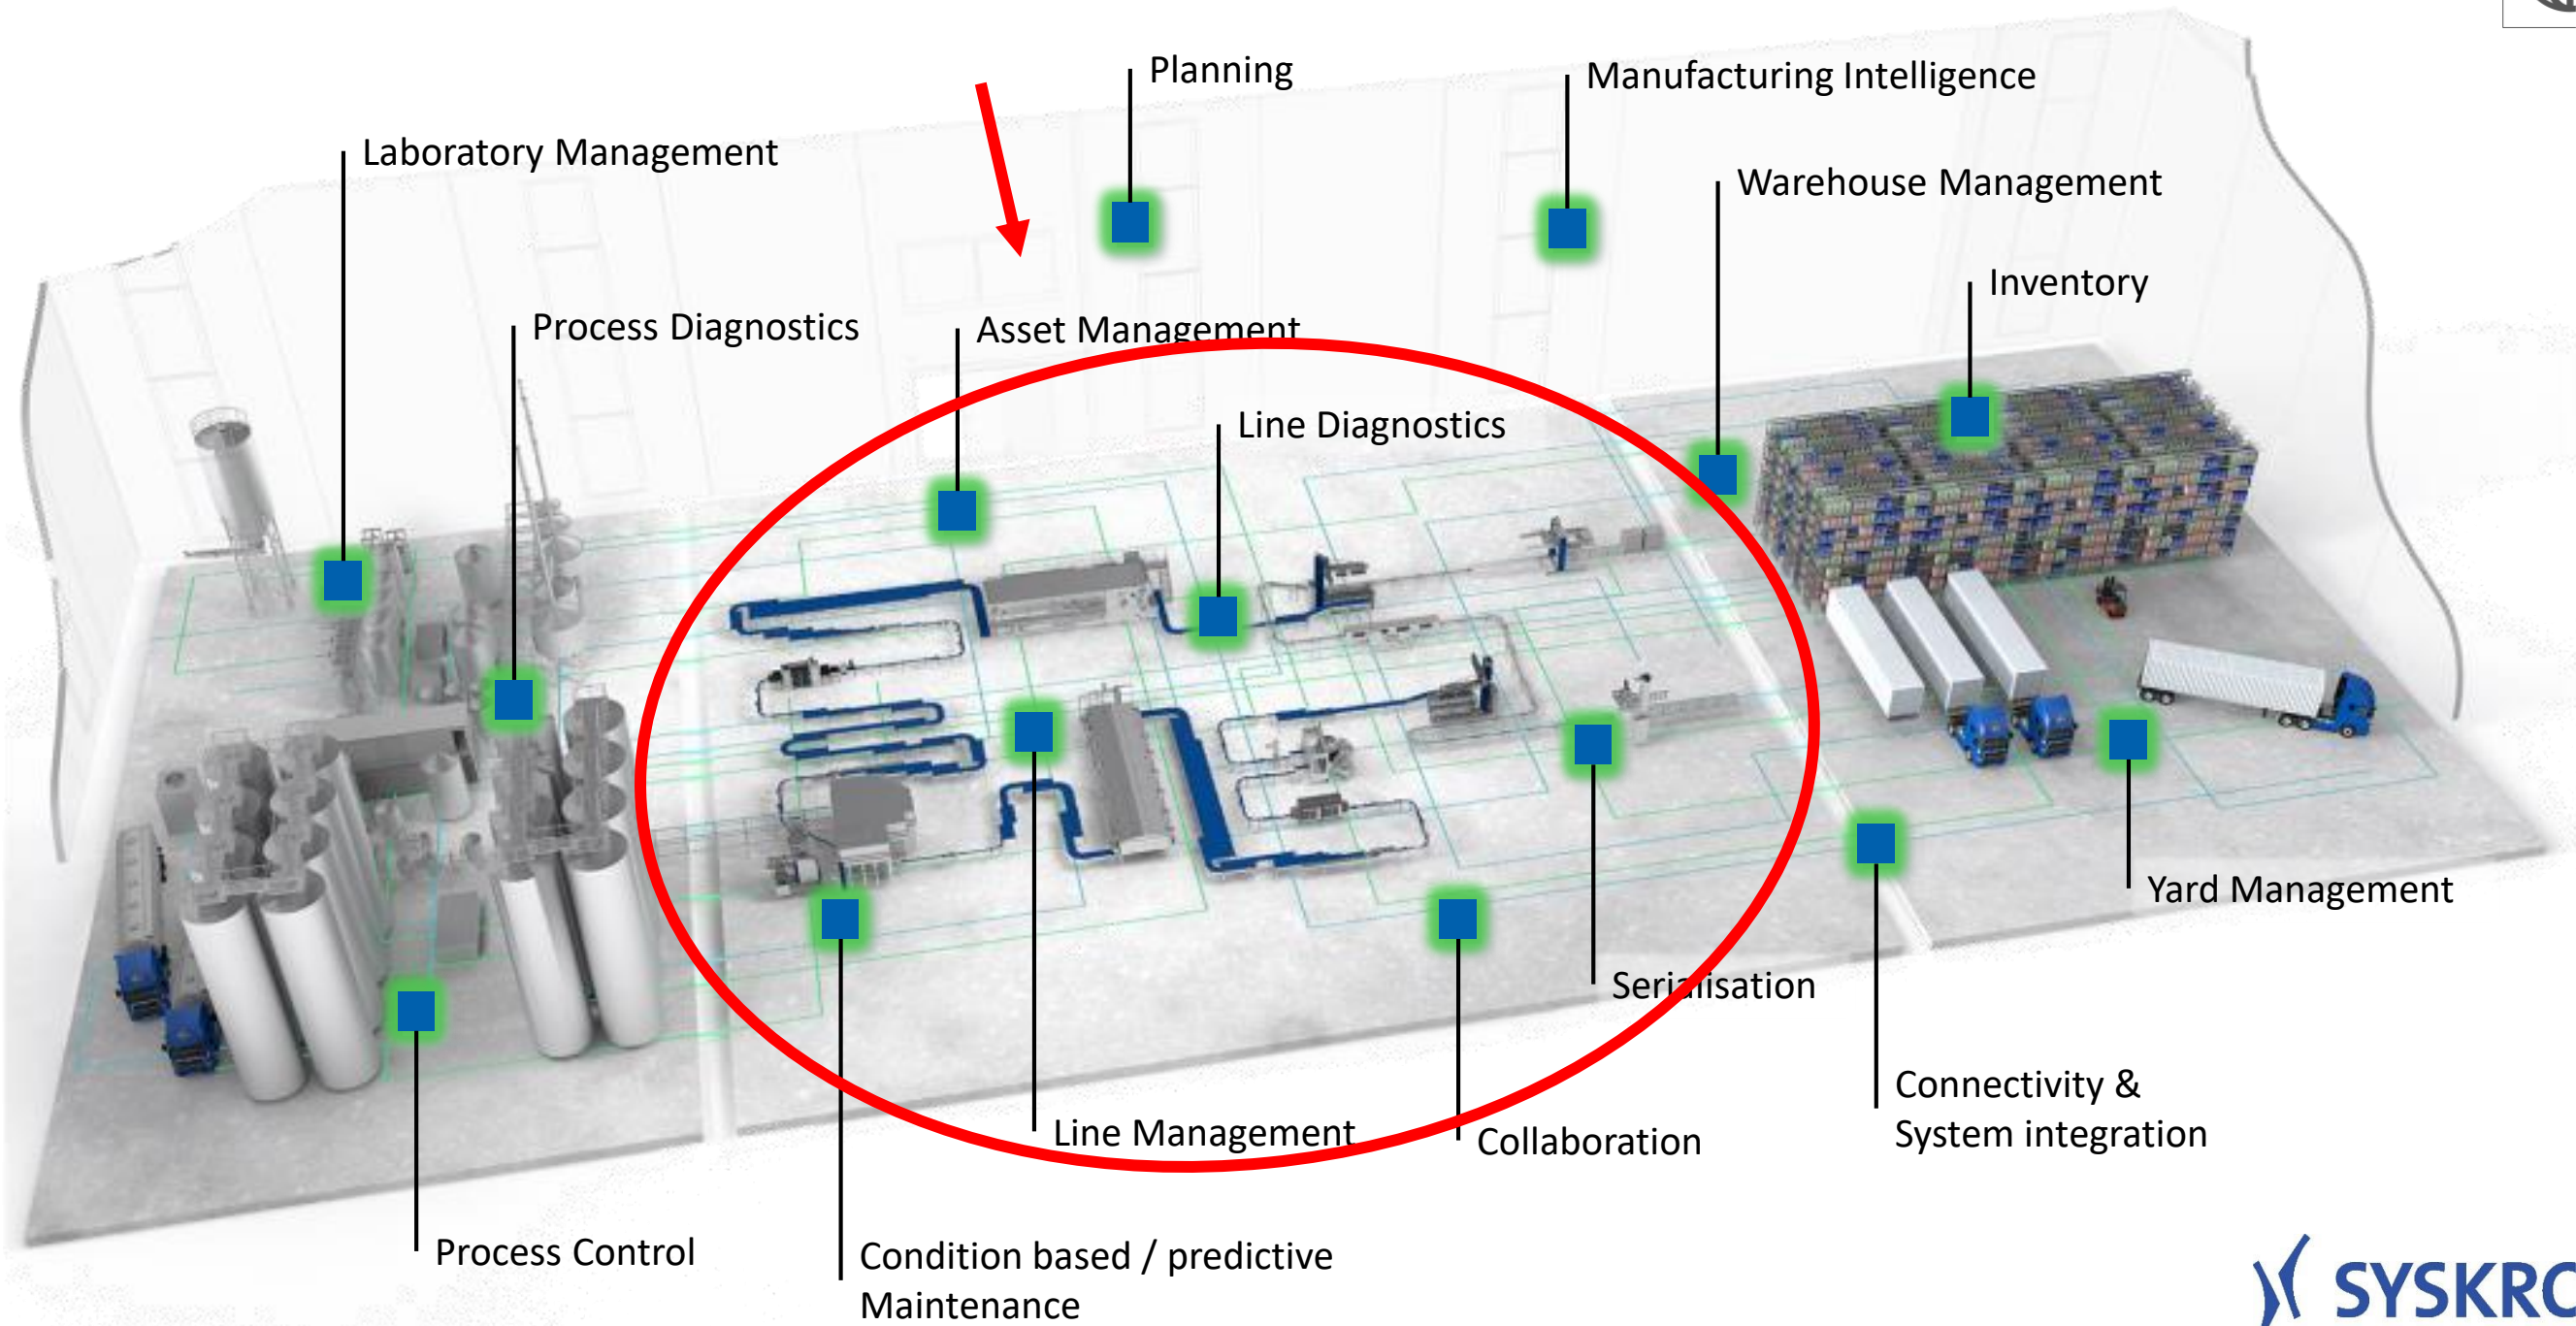 Planning
Manufacturing Intelligence
Laboratory Management
Warehouse Management
Inventory
Process Diagnostics
Asset Management
Line Diagnostics
Yard Management
Serialisation
Connectivity &
System integration
Line Management
Collaboration
Process Control
Condition based / predictive
Maintenance
SYSKRO